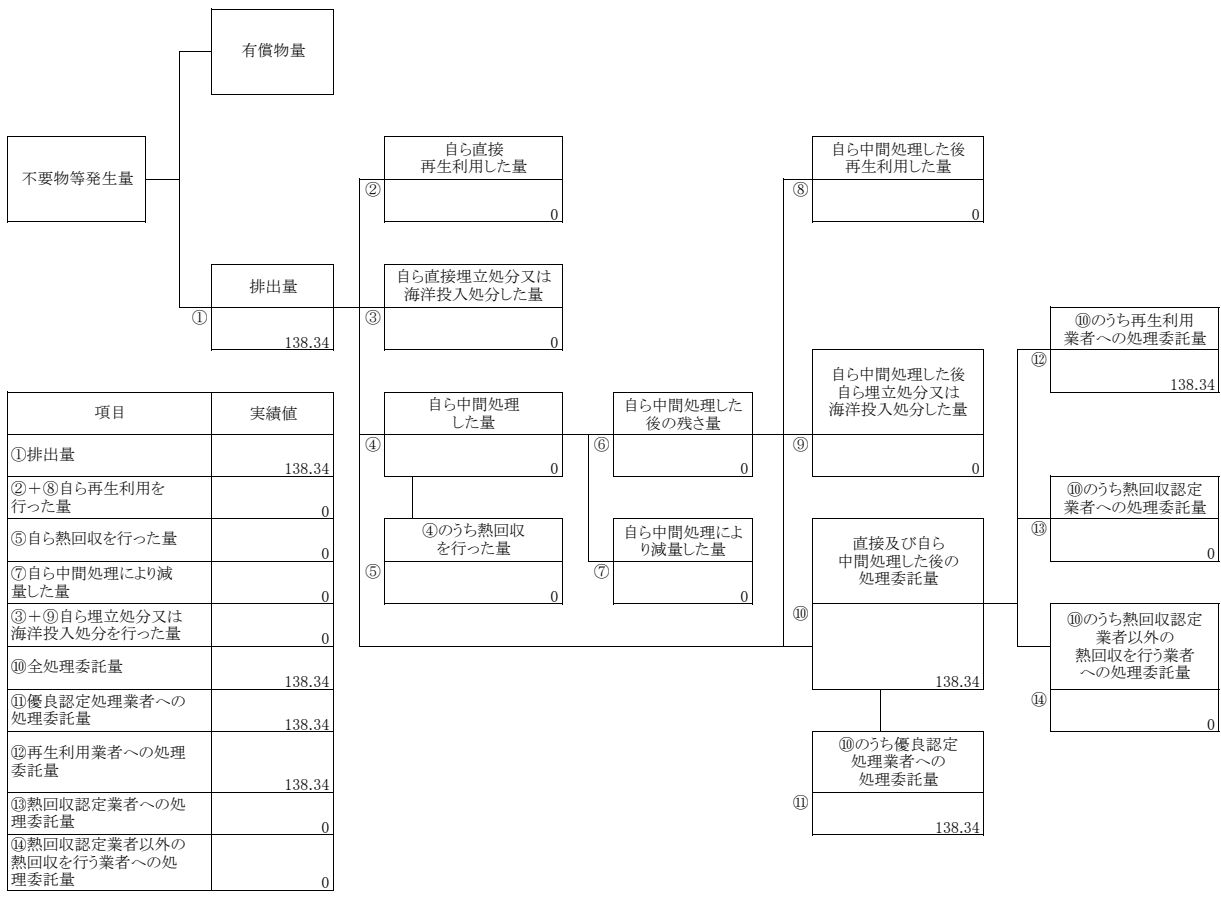 有償物量
不要物等発生量
自ら直接
再生利用した量
②
0
自ら中間処理した後
再生利用した量
⑧
0
排出量
①
138.34
自ら直接埋立処分又は
海洋投入処分した量
③
0
⑩のうち再生利用
業者への処理委託量
⑫
138.34
自ら中間処理
した量
④
0
自ら中間処理した
後の残さ量
⑥
0
自ら中間処理した後
自ら埋立処分又は
海洋投入処分した量
⑨
0
⑩のうち熱回収認定
業者への処理委託量
⑬
0
④のうち熱回収
を行った量
⑤
0
自ら中間処理によ
り減量した量
⑦
0
直接及び自ら
中間処理した後の
処理委託量
⑩
138.34
⑩のうち熱回収認定
業者以外の
熱回収を行う業者
への処理委託量
⑭
0
⑩のうち優良認定
処理業者への
処理委託量
⑪
138.34
項目 実績値
①排出量
138.34
②＋⑧自ら再生利用を
行った量
0
⑤自ら熱回収を行った量
0
⑦自ら中間処理により減
量した量
0
③＋⑨自ら埋立処分又は
海洋投入処分を行った量
0
⑩全処理委託量
138.34
⑪優良認定処理業者への
処理委託量
138.34
⑫再生利用業者への処理
委託量
138.34
⑬熱回収認定業者への処
理委託量
0
⑭熱回収認定業者以外の
熱回収を行う業者への処
理委託量
0